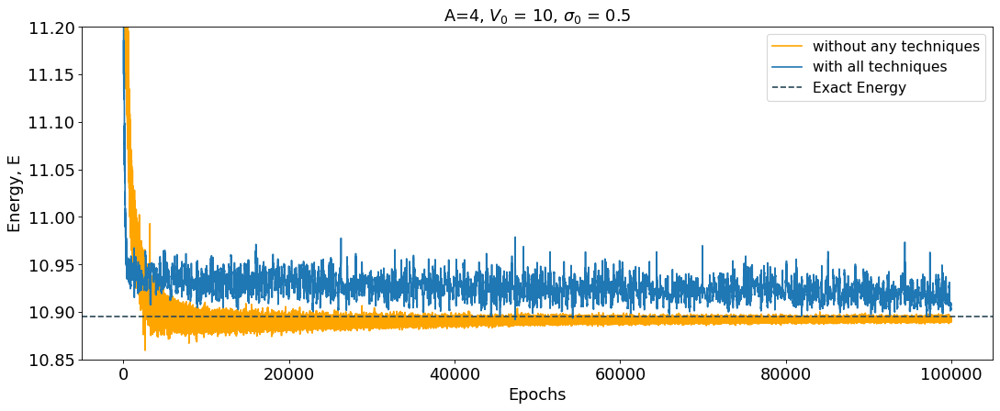 A=4, V₀ = 10, σ₀ = 0.5
11.20
11.15
11.10
11.05
11.00
10.95
10.90
10.85
Energy, E
without any techniques
with all techniques
Exact Energy
0 20000 40000 60000 80000 100000
Epochs